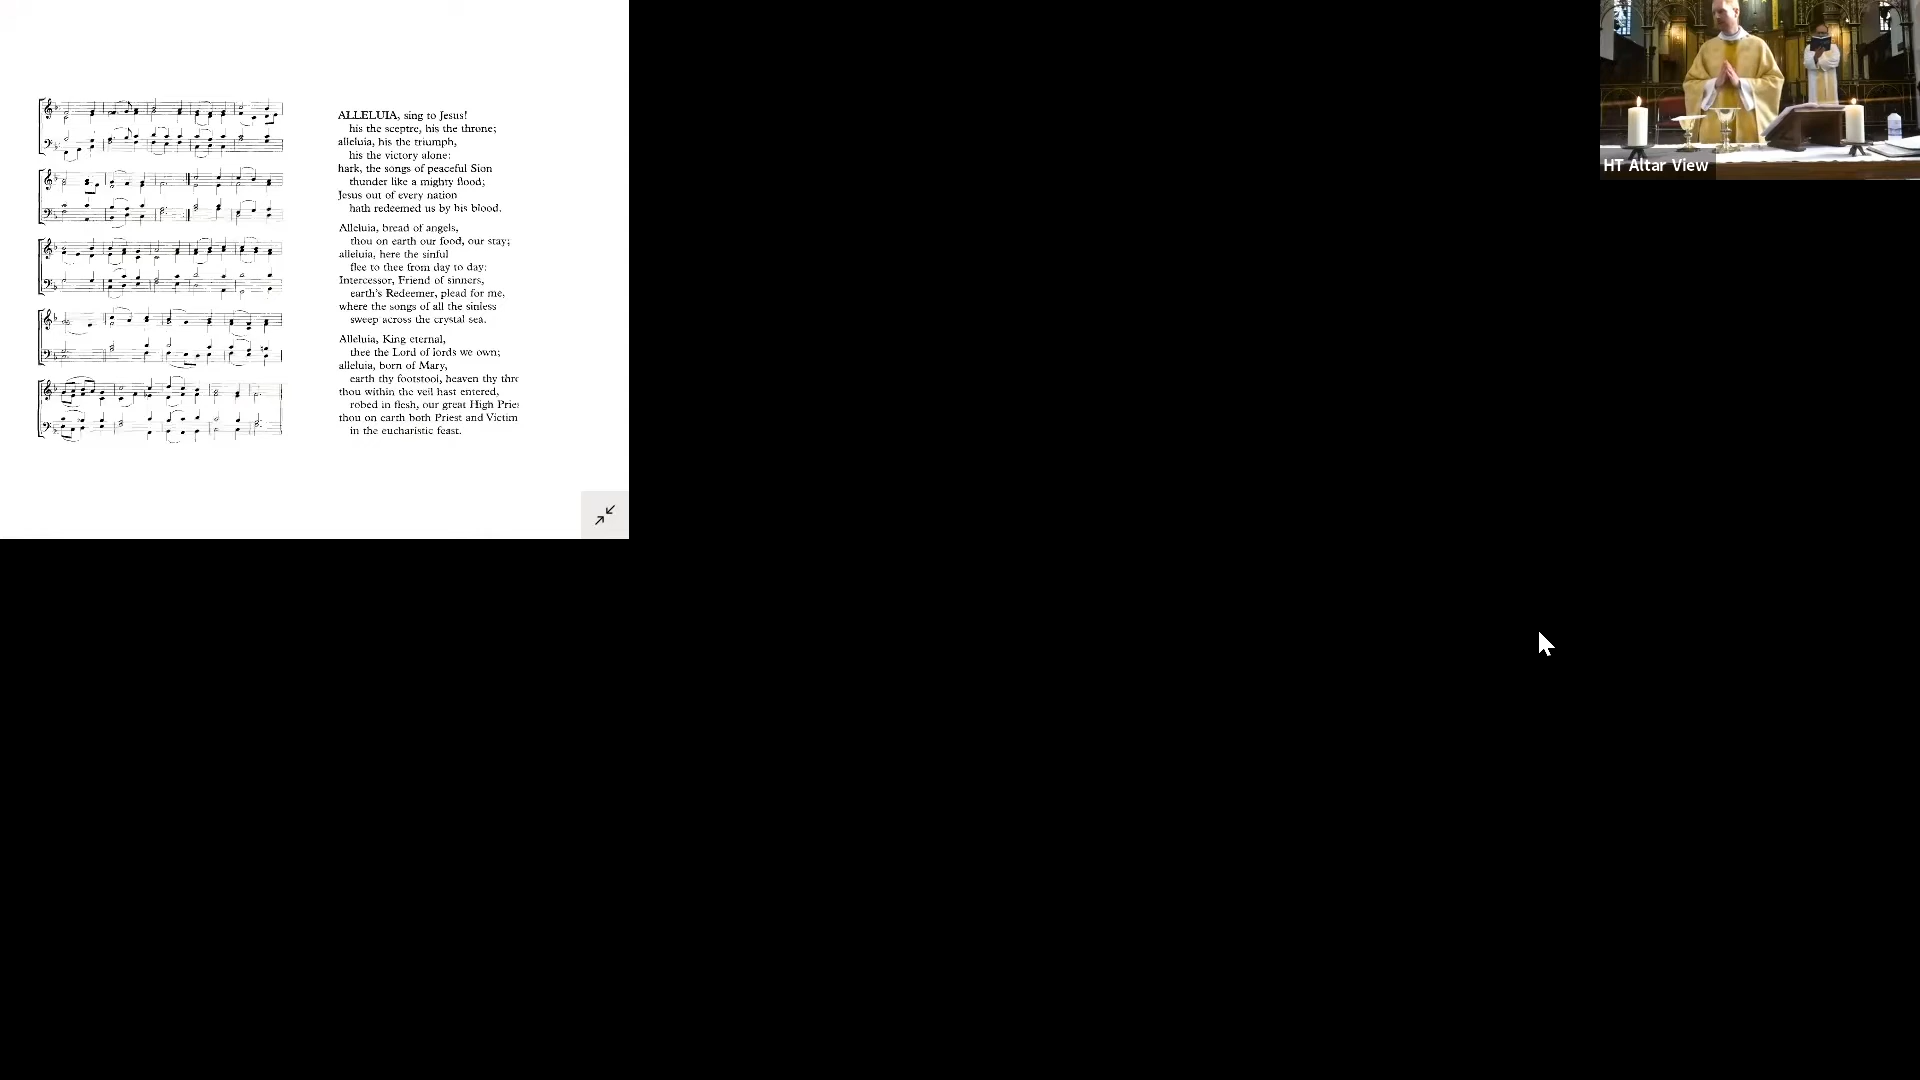 ALLELUIA, sing to Jesus!
his the sceptre, his the throne;
alleluia, his the triumph,
his the victory alone:
hark, the songs of peaceful Sion
thunder like a mighty flood;
Jesus out of every nation
hath redeemed us by his blood.
Alleluia, bread of angels,
thou on earth our food, our stay;
alleluia, here the sinful
flee to thee from day to day:
Intercessor, Friend of sinners,
earth's Redeemer, plead for me,
where the songs of all the sinless
sweep across the crystal sea.
Alleluia, King eternal,
thee the Lord of lords we own;
alleluia, born of Mary,
earth thy footstool, heaven thy thr
thou within the veil hast entered,
robed in flesh, our great High Prie
thou on earth both Priest and Victim
in the eucharistic feast.
HT Altar View